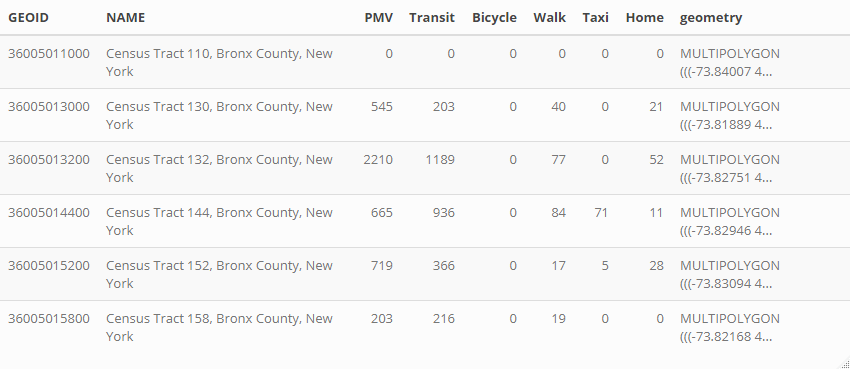 GEOID NAME PMV Transit Bicycle Walk Taxi Home geometry
36005011000 Census Tract 110, Bronx County, New 0 0 0 0 0 0 MULTIPOLYGON
York (((-73.84007 4...
36005013000 Census Tract 130, Bronx County, New 545 203 0 40 0 21 MULTIPOLYGON
York (((-73.81889 4...
36005013200 Census Tract 132, Bronx County, New 2210 1189 0 77 0 52 MULTIPOLYGON
York (((-73.82751 4...
36005014400 Census Tract 144, Bronx County, New 665 936 0 84 71 11 MULTIPOLYGON
York (((-73.82946 4...
36005015200 Census Tract 152, Bronx County, New 719 366 0 17 5 28 MULTIPOLYGON
York (((-73.83094 4...
36005015800 Census Tract 158, Bronx County, New 203 216 0 19 0 0 MULTIPOLYGON
York (((-73.82168 4...